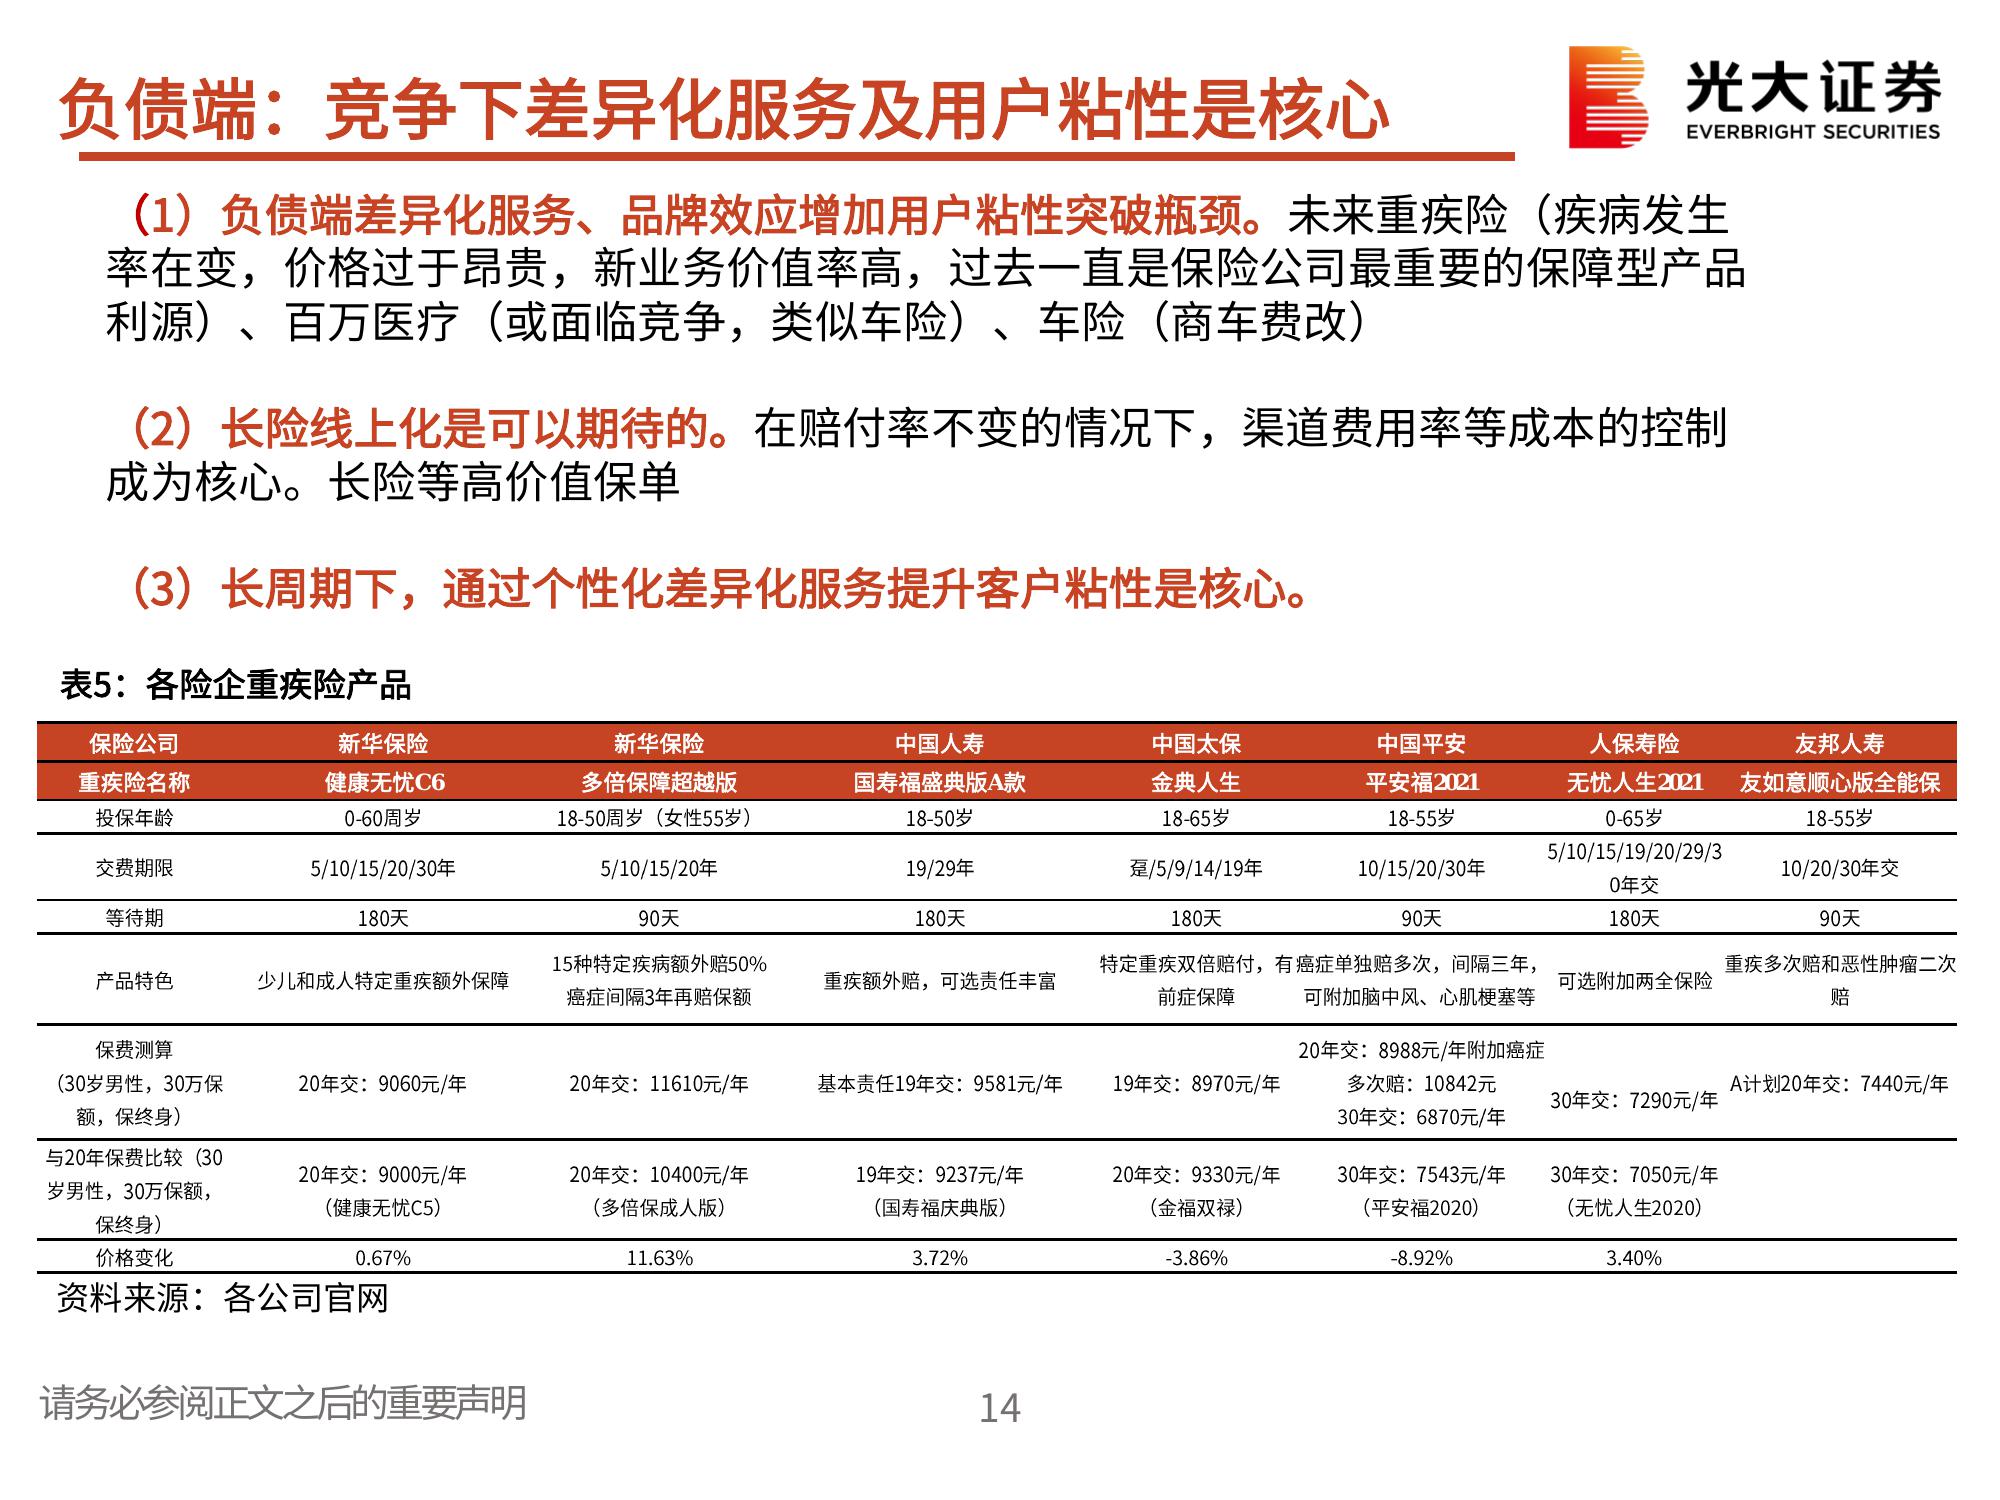 负债端：竞争下差异化服务及用户粘性是核心
光大证券
EVERBRIGHT SECURITIES
（1）负债端差异化服务、品牌效应增加用户粘性突破瓶颈。未来重疾险（疾病发生
率在变，价格过于昂贵，新业务价值率高，过去一直是保险公司最重要的保障型产品
利源）、百万医疗（或面临竞争，类似车险）、车险（商车费改）
（2）长险线上化是可以期待的。在赔付率不变的情况下，渠道费用率等成本的控制
成为核心。长险等高价值保单
（3）长周期下，通过个性化差异化服务提升客户粘性是核心。
表5：各险企重疾险产品
保险公司 新华保险 新华保险 中国人寿 中国太保 中国平安 人保寿险 友邦人寿
重疾险名称 健康无忧C6 多倍保障超越版 国寿福盛典版A款 金典人生 平安福2021 无忧人生2021 友如意顺心版全能保
投保年龄 0-60周岁 18-50周岁（女性55岁） 18-50岁 18-65岁 18-55岁 0-65岁 18-55岁
交费期限 5/10/15/20/30年 5/10/15/20年 19/29年 趸/5/9/14/19年 10/15/20/30年 5/10/15/19/20/29/3
0年交 10/20/30年交
等待期 180天 90天 180天 180天 90天 180天 90天
产品特色 少儿和成人特定重疾额外保障 15种特定疾病额外赔50%
癌症间隔3年再赔保额 重疾额外赔，可选责任丰富 特定重疾双倍赔付，有
前症保障 癌症单独赔多次，间隔三年，
可附加脑中风、心肌梗塞等 可选附加两全保险 重疾多次赔和恶性肿瘤二次
赔
保费测算
（30岁男性，30万保
额，保终身） 20年交：9060元/年 20年交：11610元/年 基本责任19年交：9581元/年 19年交：8970元/年 20年交：8988元/年附加癌症
多次赔：10842元
30年交：6870元/年 30年交：7290元/年 A计划20年交：7440元/年
与20年保费比较（30
岁男性，30万保额，
保终身） 20年交：9000元/年
（健康无忧C5） 20年交：10400元/年
（多倍保成人版） 19年交：9237元/年
（国寿福庆典版） 20年交：9330元/年
（金福双禄） 30年交：7543元/年
（平安福2020） 30年交：7050元/年
（无忧人生2020）
价格变化 0.67% 11.63% 3.72% -3.86% -8.92% 3.40%
资料来源：各公司官网
请务必参阅正文之后的重要声明
14